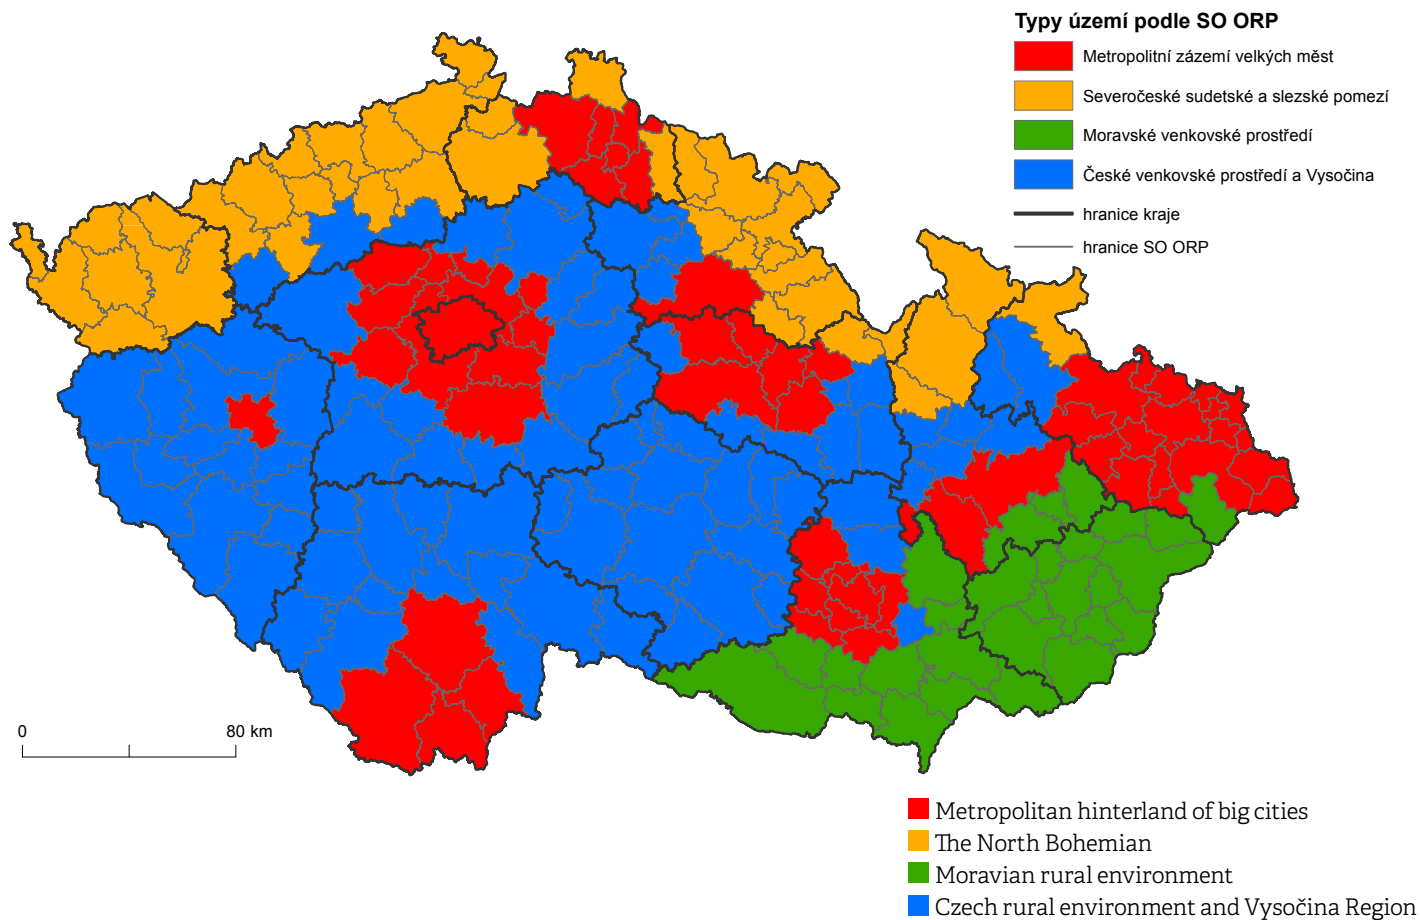 Typy území podle SO ORP
Metropolitní zázemí velkých měst
Severočeské sudetské a slezské pomezí
Moravské venkovské prostředí
České venkovské prostředí a Vysočina
hranice kraje
hranice SO ORP
0 80 km
Metropolitan hinterland of big cities
The North Bohemian
Moravian rural environment
Czech rural environment and Vysočina Region